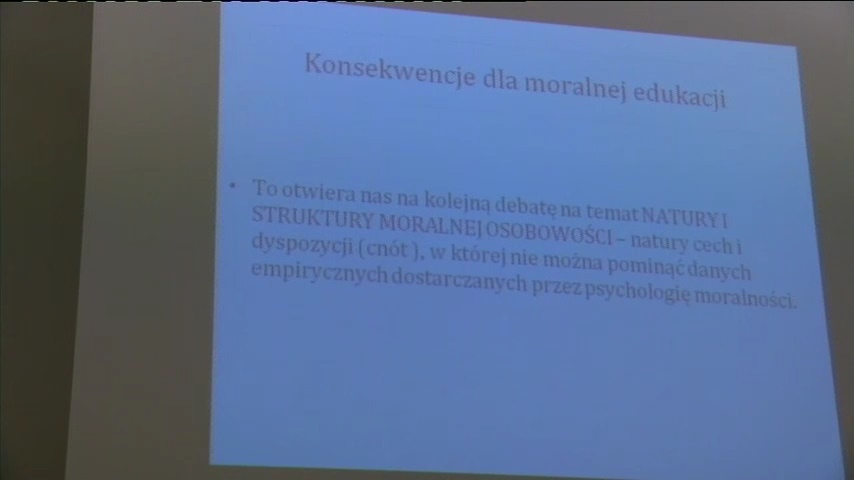 Konsekwencje dla moralnej edukacji
• To otwiera nas na kolejną debatę na temat NATURY I
STRUKTURY MORALNEJ OSOBOWOŚCI – natury cech i
dyspozycji (cnót ), w której nie można pominąć danych
empirycznych dostarczanych przez psychologię moralności.